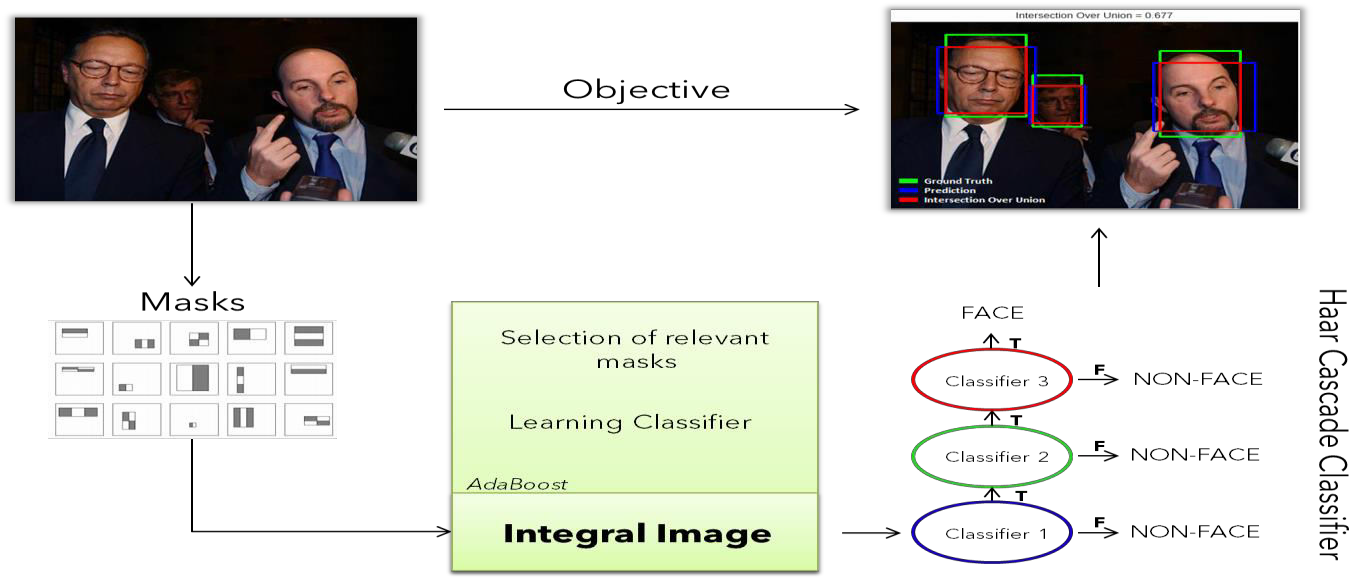 Intersection Over Union = 0.677
Objective
Ground Truth
Prediction
Intersection Over Union
Masks
Selection of relevant
masks
Learning Classifier
AdaBoost
Integral Image
FACE
T
Classifier 3
F
NON-FACE
T
Classifier 2
F
NON-FACE
T
Classifier 1
F
NON-FACE
Haar Cascade Classifier